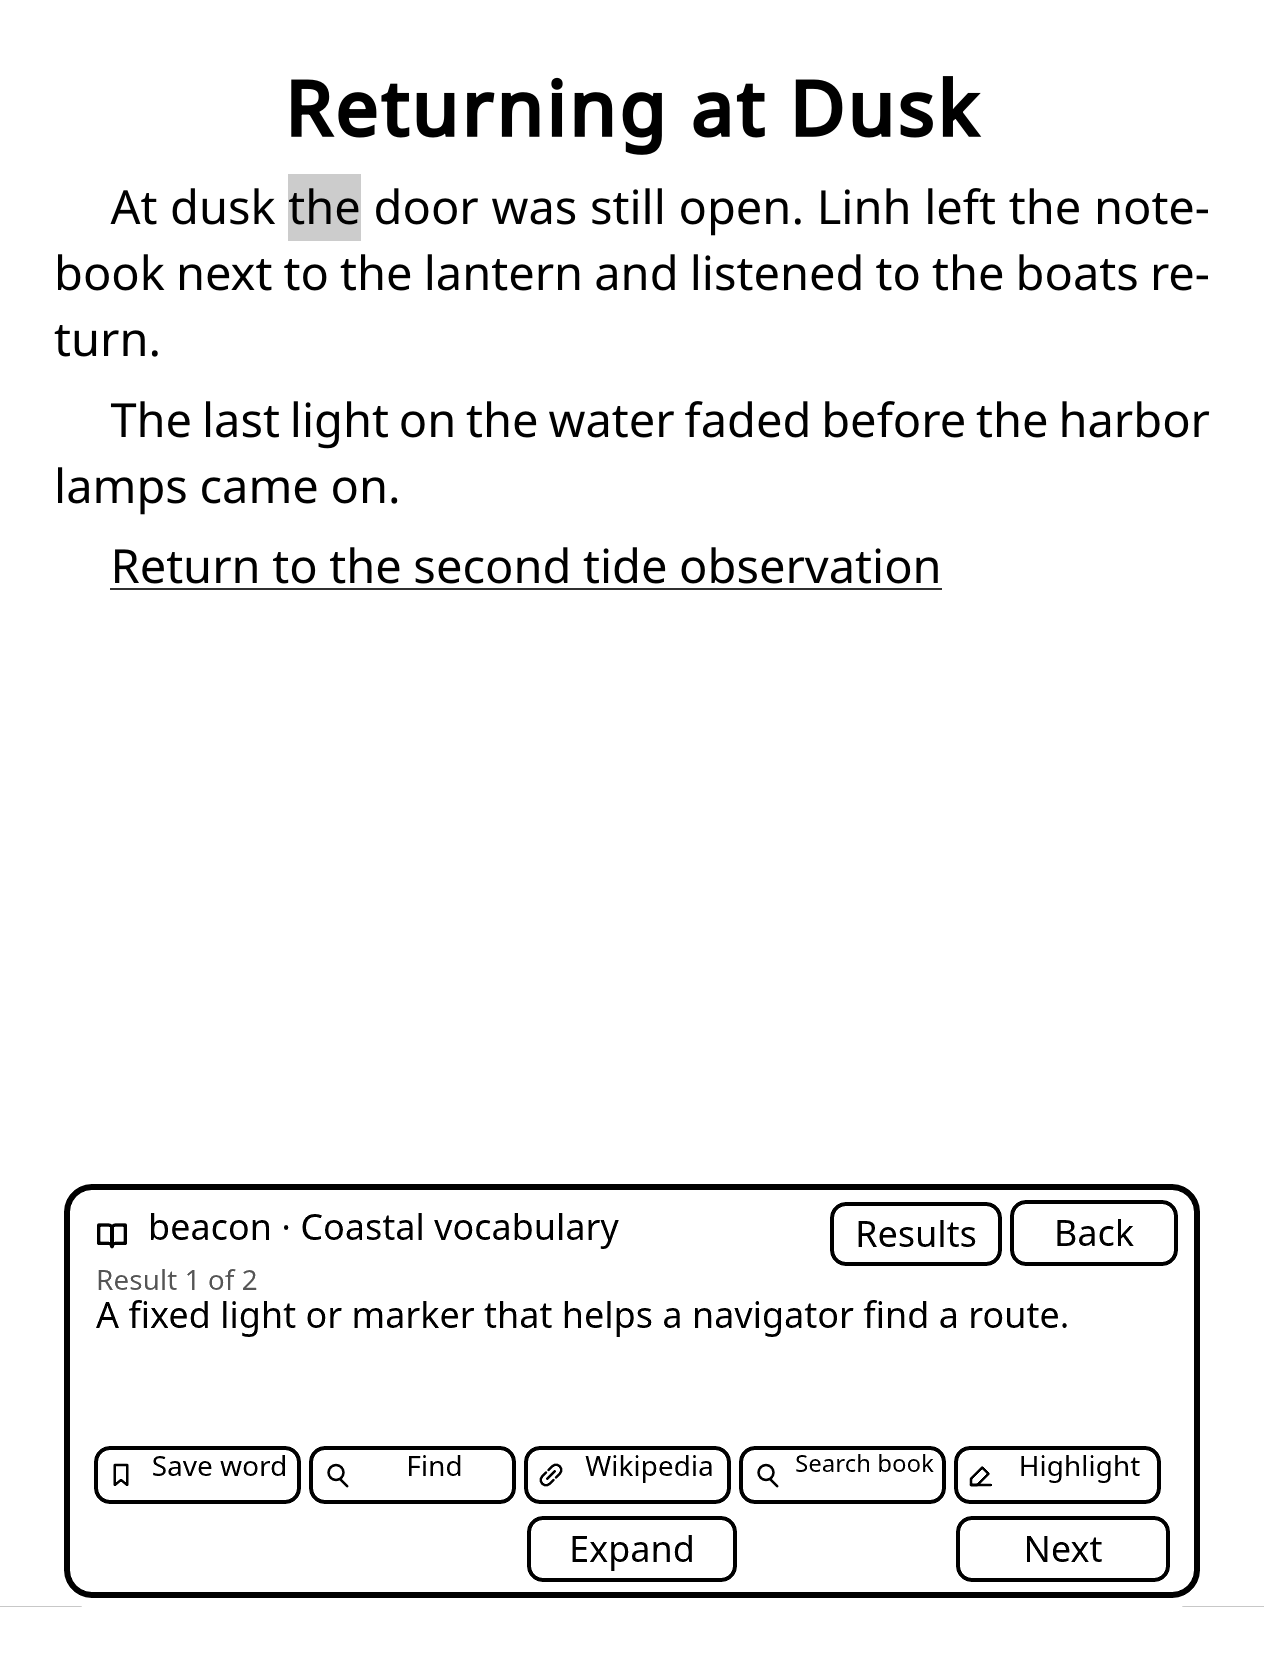 Returning at Dusk
At dusk the door was still open. Linh left the note-
book next to the lantern and listened to the boats re-
turn.
The last light on the water faded before the harbor
lamps came on.
Return to the second tide observation
beacon · Coastal vocabulary
Results
Back
Result 1 of 2
A fixed light or marker that helps a navigator find a route.
Save word
Find
Wikipedia
Search book
Highlight
Expand
Next